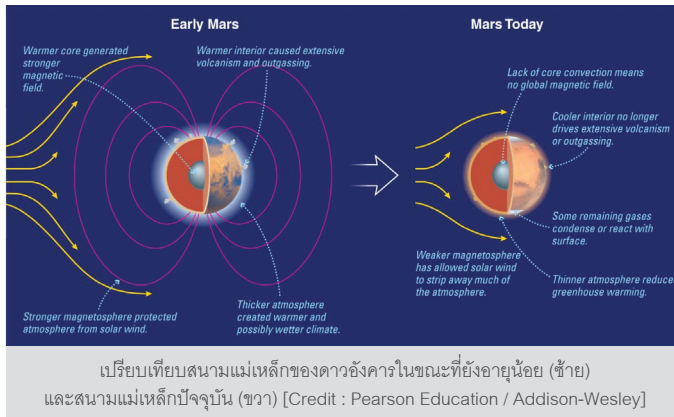 Early Mars
Warmer core generated
stronger
magnetic
field.
Warmer interior caused extensive
volcanism and outgassing.
Stronger magnetosphere protected
atmosphere from solar wind.
Thicker atmosphere
created warmer and
possibly wetter climate.
Mars Today
Lack of core convection means
no global magnetic field.
Cooler interior no longer
drives extensive volcanism
or outgassing.
Some remaining gases
condense or react with
surface.
Weaker magnetosphere
has allowed solar wind
to strip away much of
the atmosphere.
Thinner atmosphere reduces
greenhouse warming.
เปรียบเทียบสนามแม่เหล็กของดาวอังคารในขณะที่ยังอายุน้อย (ซ้าย)
และสนามแม่เหล็กปัจจุบัน (ขวา) [Credit : Pearson Education / Addison-Wesley]